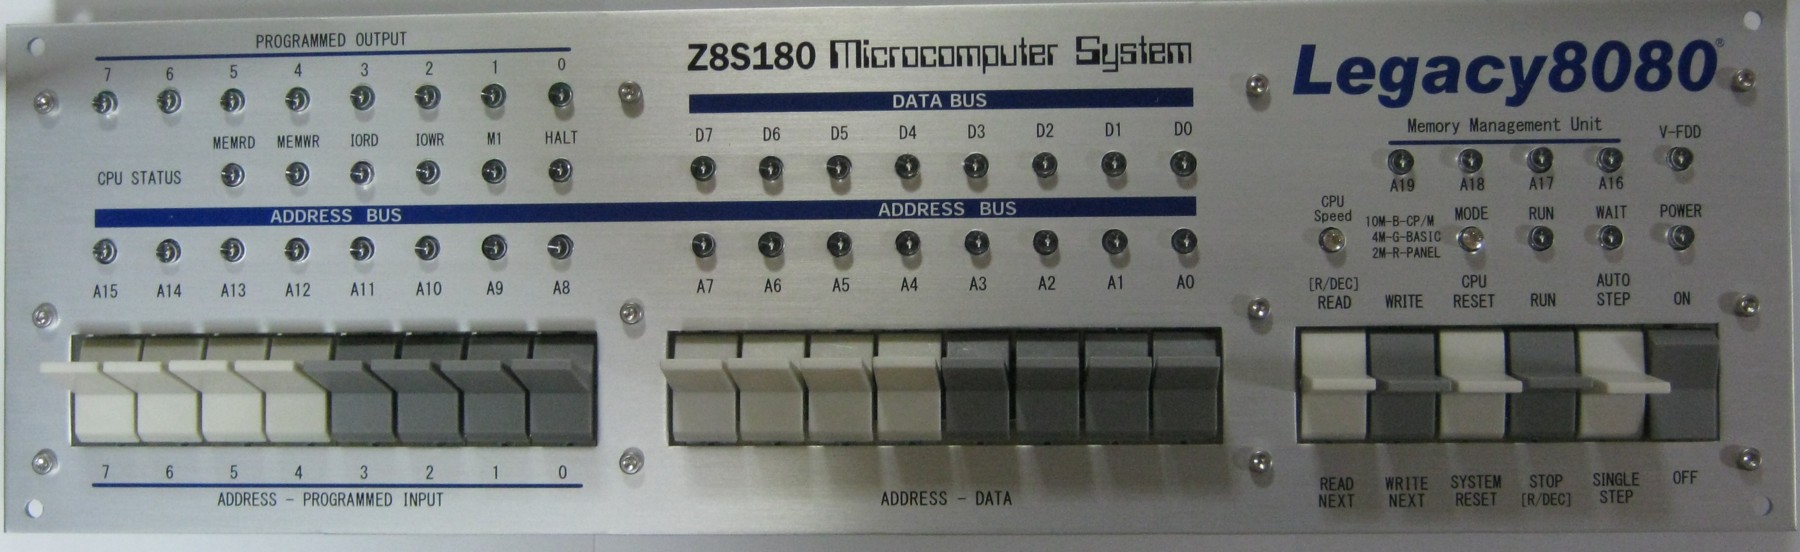 PROGRAMMED OUTPUT
7 6 5 4 3 2 1 0
MEMRD MEMWR IORD IOWR M1 HALT
CPU STATUS
ADDRESS BUS
A15 A14 A13 A12 A11 A10 A9 A8
7 6 5 4 3 2 1 0
ADDRESS - PROGRAMMED INPUT
Z8S180 Microcomputer System
DATA BUS
D7 D6 D5 D4 D3 D2 D1 D0
ADDRESS BUS
A7 A6 A5 A4 A3 A2 A1 A0
ADDRESS - DATA
Legacy8080®
Memory Management Unit
V-FDD
A19 A18 A17 A16
CPU
Speed
10M-B-CP/M
4M-G-BASIC
2M-R-PANEL
MODE RUN WAIT POWER
[R/DEC]
READ
WRITE
CPU
RESET
RUN
AUTO
STEP
ON
READ
NEXT
WRITE
NEXT
SYSTEM
RESET
STOP
[R/DEC]
SINGLE
STEP
OFF